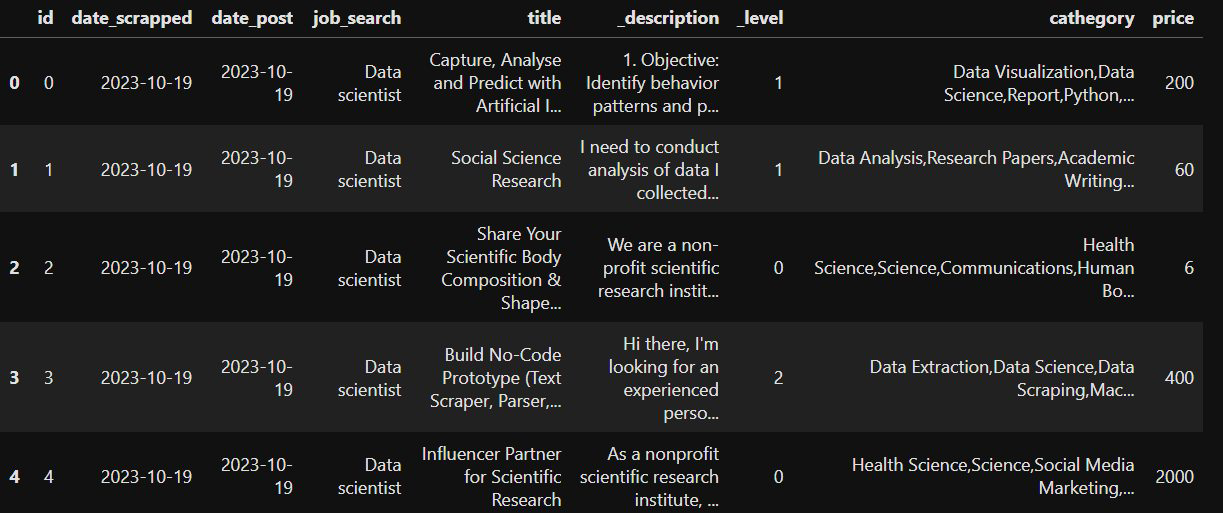 id date_scrapped date_post job_search title _description _level cathegory price
0 0 2023-10-19 2023-10-19 Data scientist Capture, Analyse and Predict with Artificial I... 1. Objective: Identify behavior patterns and p... 1 Data Visualization,Data Science,Report,Python,... 200
1 1 2023-10-19 2023-10-19 Data scientist Social Science Research I need to conduct analysis of data I collected... 1 Data Analysis,Research Papers,Academic Writing... 60
2 2 2023-10-19 2023-10-19 Data scientist Share Your Scientific Body Composition & Shape... We are a non-profit scientific research instit... 0 Health Science,Science,Communications,Human Bo... 6
3 3 2023-10-19 2023-10-19 Data scientist Build No-Code Prototype (Text Scraper, Parser,... Hi there, I'm looking for an experienced perso... 2 Data Extraction,Data Science,Data Scraping,Mac... 400
4 4 2023-10-19 2023-10-19 Data scientist Influencer Partner for Scientific Research As a nonprofit scientific research institute, ... 0 Health Science,Science,Social Media Marketing,... 2000